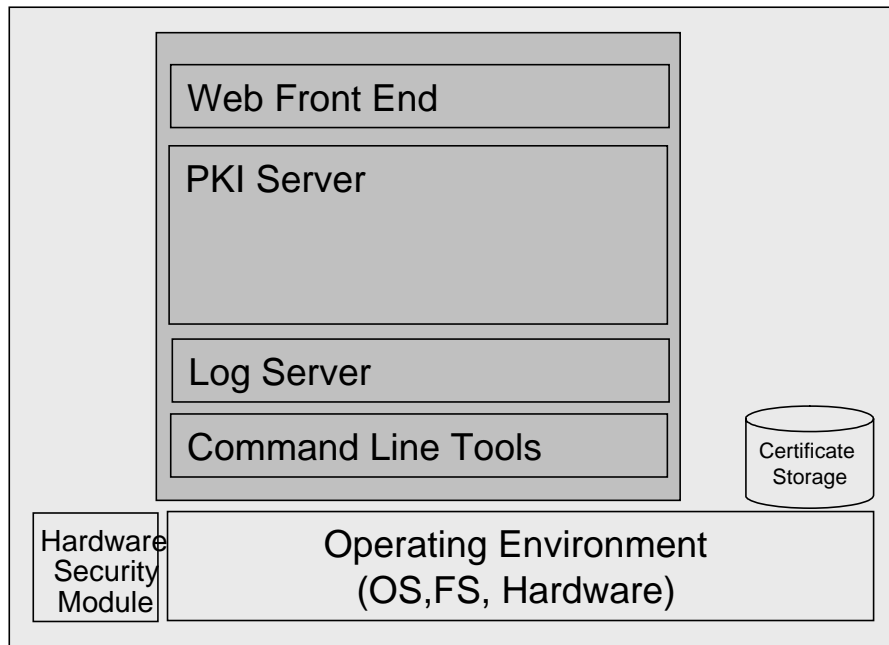 Web Front End
PKI Server
Log Server
Command Line Tools
Certificate
Storage
Hardware
Security
Module
Operating Environment
(OS,FS, Hardware)